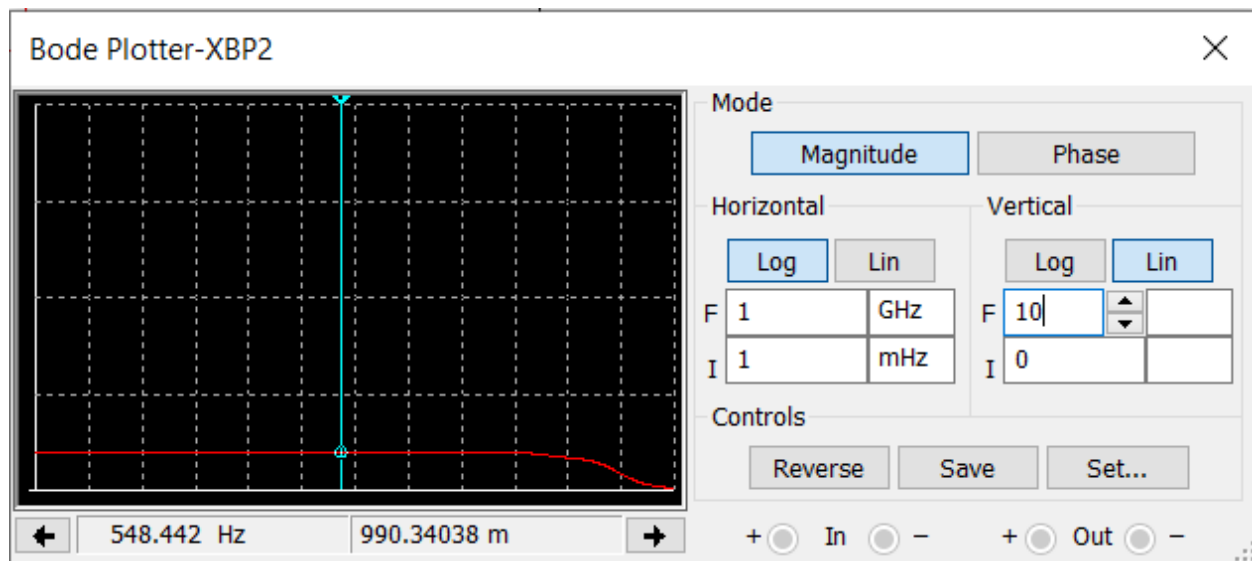 Bode Plotter-XBP2
Mode
Magnitude Phase
Horizontal Vertical
Log Lin Log Lin
F 1 GHz F 10
I 1 mHz I 0
Controls
Reverse Save Set...
548.442 Hz 990.34038 m + In − + Out −